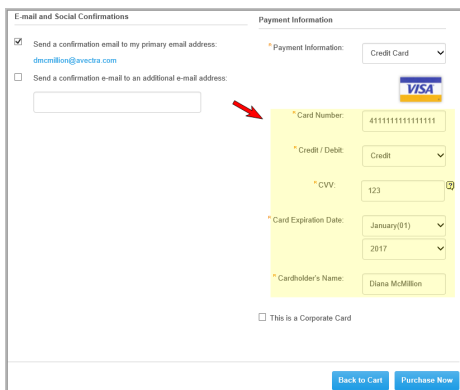 E-mail and Social Confirmations
Send a confirmation email to my primary email address:
dmcmillion@avectra.com
Send a confirmation e-mail to an additional e-mail address:
Payment Information
* Payment Information: Credit Card
VISA
* Card Number: 4111111111111111
* Credit / Debit: Credit
* CVV: 123
* Card Expiration Date: January(01)
2017
* Cardholder's Name: Diana McMillion
This is a Corporate Card
Back to Cart Purchase Now